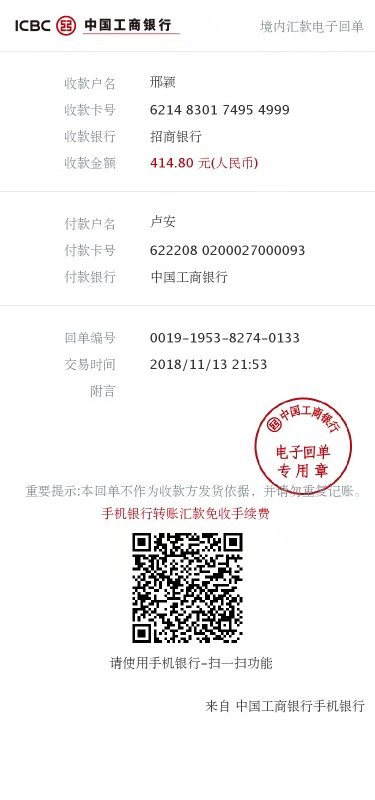 ICBC 中国工商银行 境内汇款电子回单
收款户名 邢颖
收款卡号 6214 8301 7495 4999
收款银行 招商银行
收款金额 414.80 元(人民币)
付款户名 卢安
付款卡号 622208 0200027000093
付款银行 中国工商银行
回单编号 0019-1953-8274-0133
交易时间 2018/11/13 21:53
附言
中国工商银行
电子回单
专用章
重要提示:本回单不作为收款方发货依据，并请勿重复记账。
手机银行转账汇款免收手续费
请使用手机银行-扫一扫功能
来自 中国工商银行手机银行